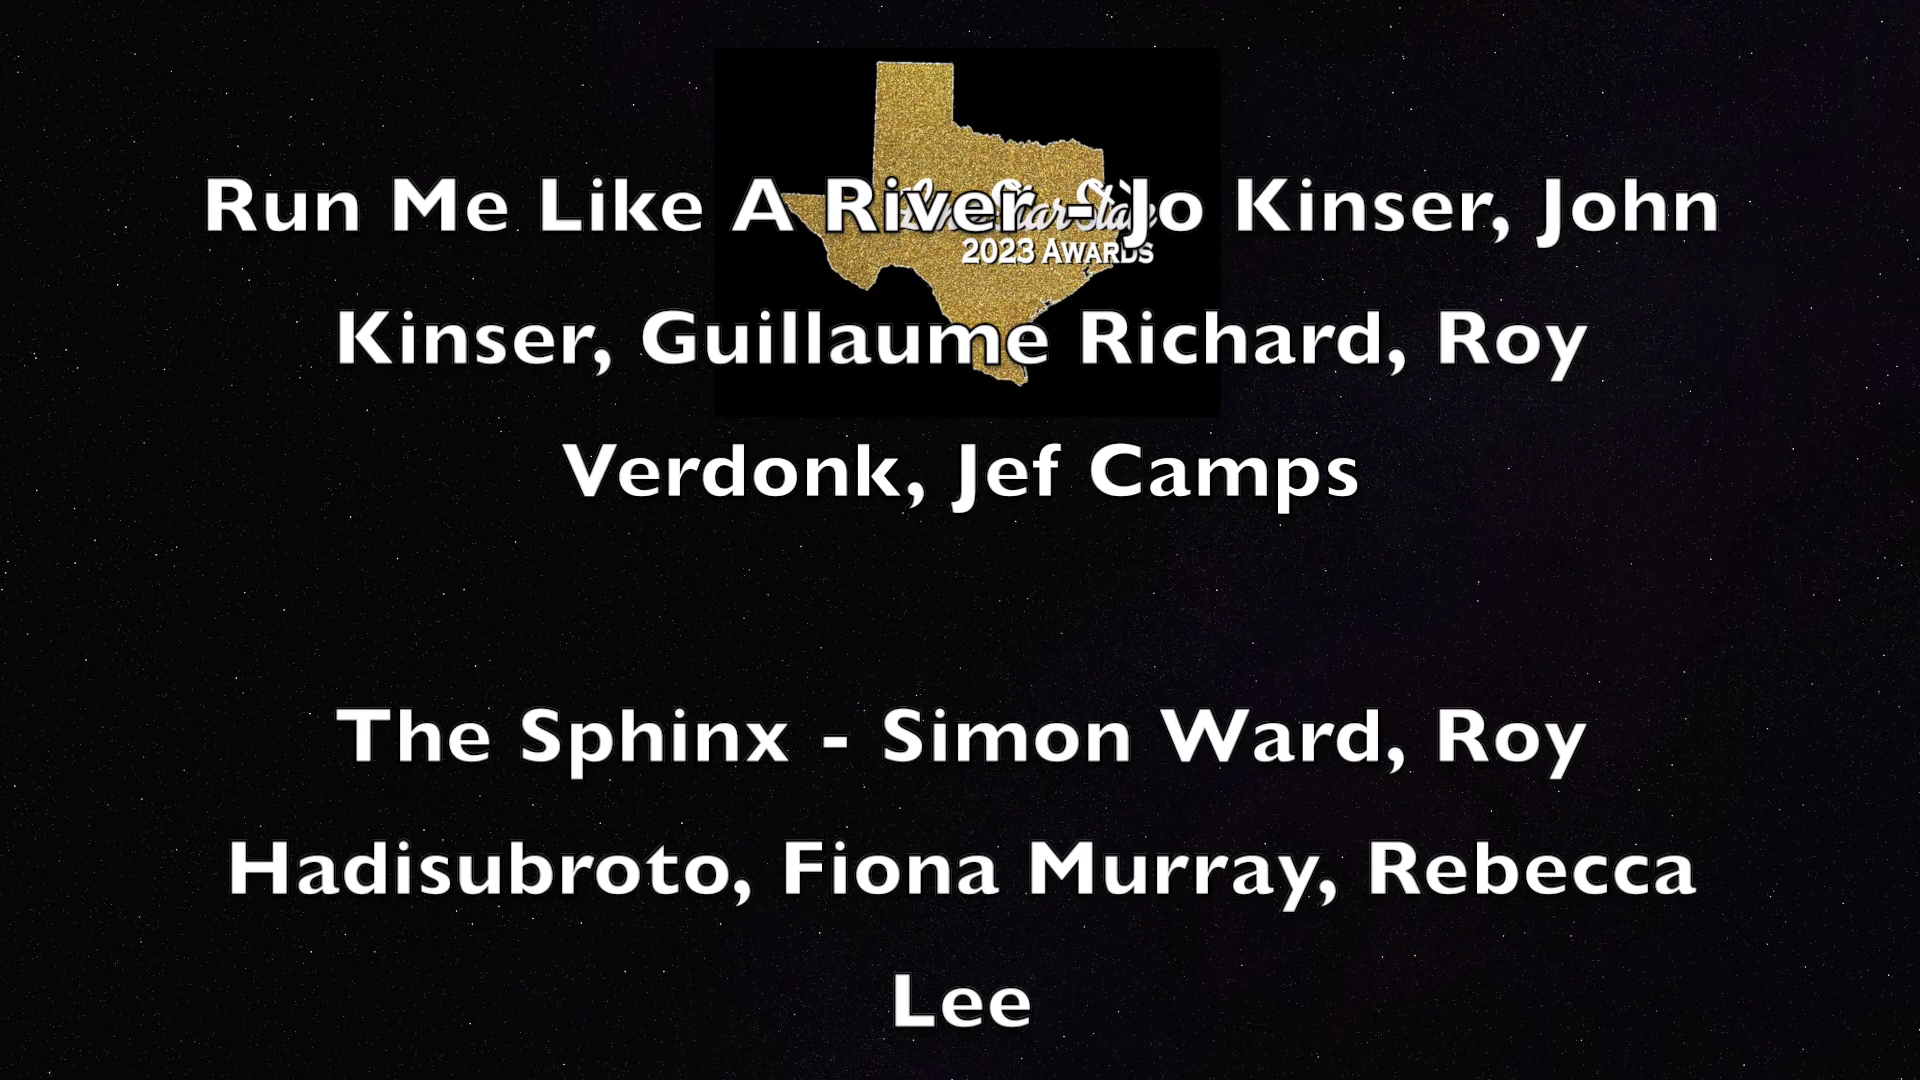 Run Me Like A River - Jo Kinser, John
2023 AWARDS
Kinser, Guillaume Richard, Roy
Verdonk, Jef Camps
The Sphinx - Simon Ward, Roy
Hadisubroto, Fiona Murray, Rebecca
Lee